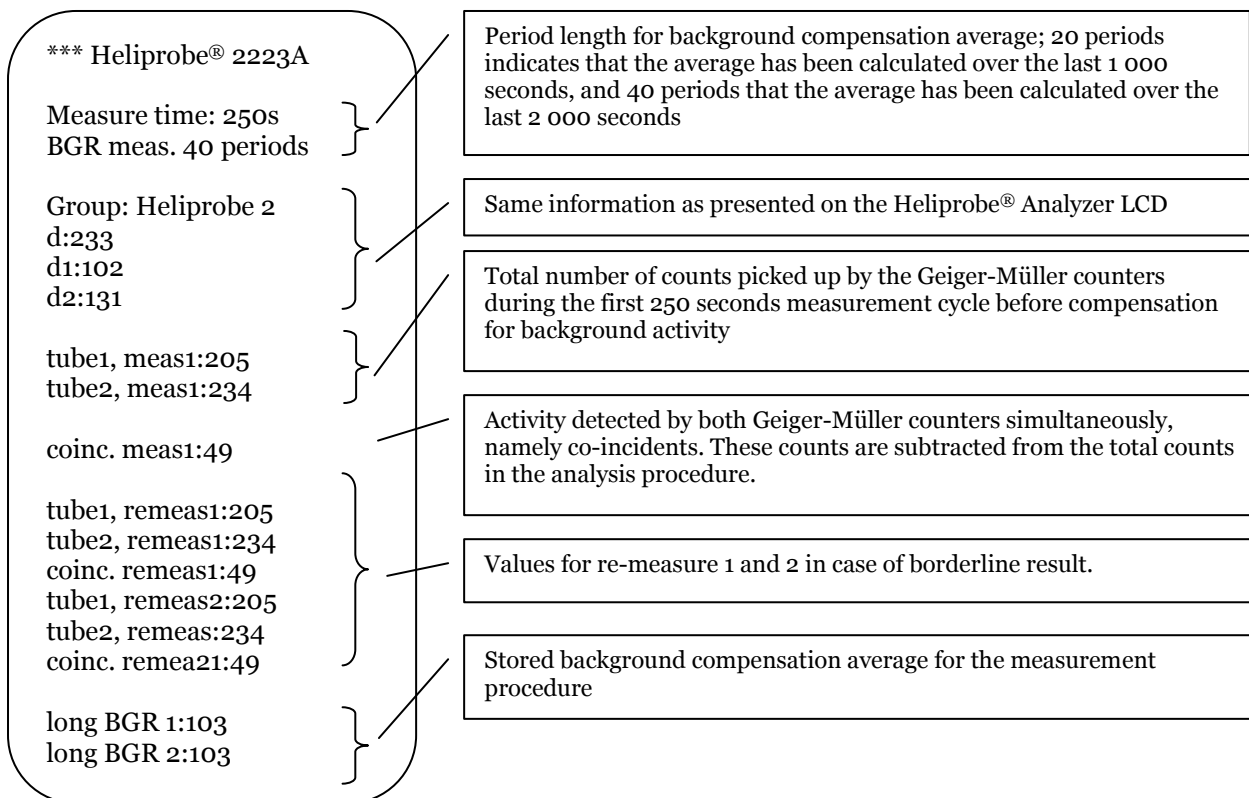 *** Heliprobe® 2223A
Measure time: 250s
BGR meas. 40 periods
Group: Heliprobe 2
d:233
d1:102
d2:131
tube1, meas1:205
tube2, meas1:234
coinc. meas1:49
tube1, remeas1:205
tube2, remeas1:234
coinc. remeas1:49
tube1, remeas2:205
tube2, remeas:234
coinc. remea21:49
long BGR 1:103
long BGR 2:103
Period length for background compensation average; 20 periods
indicates that the average has been calculated over the last 1 000
seconds, and 40 periods that the average has been calculated over the
last 2 000 seconds
Same information as presented on the Heliprobe® Analyzer LCD
Total number of counts picked up by the Geiger-Müller counters
during the first 250 seconds measurement cycle before compensation
for background activity
Activity detected by both Geiger-Müller counters simultaneously,
namely co-incidents. These counts are subtracted from the total counts
in the analysis procedure.
Values for re-measure 1 and 2 in case of borderline result.
Stored background compensation average for the measurement
procedure